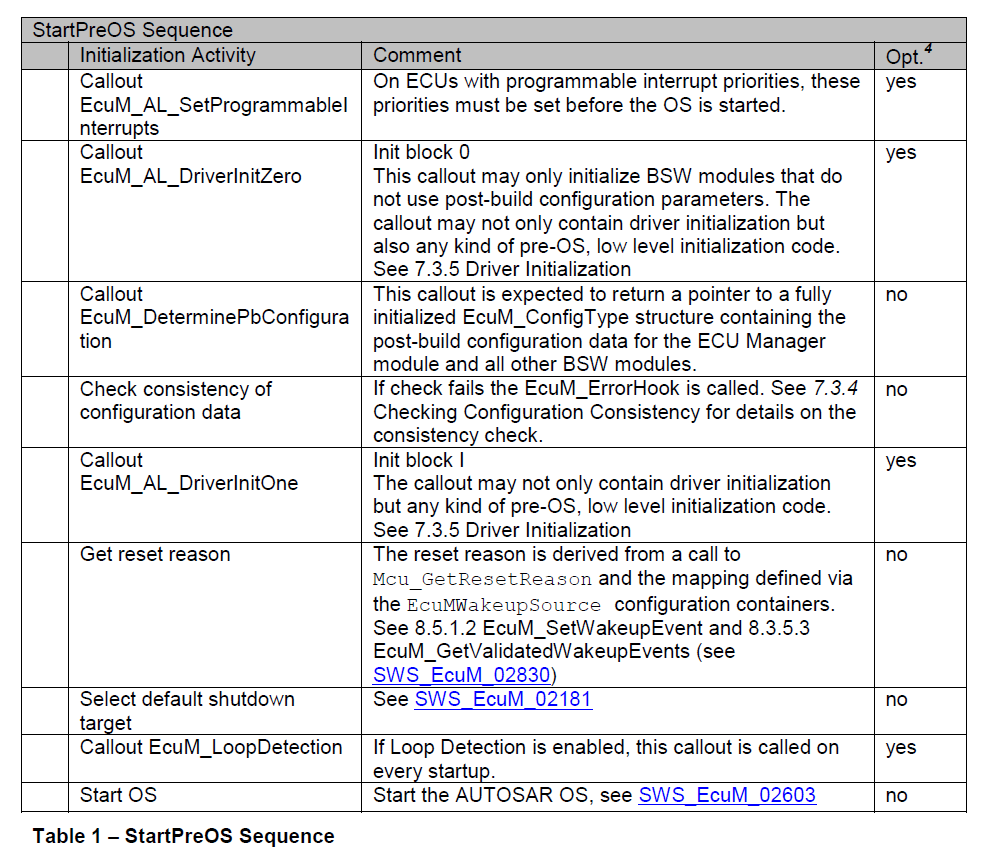 StartPreOS Sequence
Initialization Activity Comment Opt.4
Callout On ECUs with programmable interrupt priorities, these yes
EcuM_AL_SetProgrammableI priorities must be set before the OS is started.
nterrupts
Callout Init block 0 yes
EcuM_AL_DriverInitZero This callout may only initialize BSW modules that do
not use post-build configuration parameters. The
callout may not only contain driver initialization but
also any kind of pre-OS, low level initialization code.
See 7.3.5 Driver Initialization
Callout This callout is expected to return a pointer to a fully no
EcuM_DeterminePbConfigura initialized EcuM_ConfigType structure containing the
tion post-build configuration data for the ECU Manager
module and all other BSW modules.
Check consistency of If check fails the EcuM_ErrorHook is called. See 7.3.4 no
configuration data Checking Configuration Consistency for details on the
consistency check.
Callout Init block I yes
EcuM_AL_DriverInitOne The callout may not only contain driver initialization
but any kind of pre-OS, low level initialization code.
See 7.3.5 Driver Initialization
Get reset reason The reset reason is derived from a call to no
Mcu_GetResetReason and the mapping defined via
the EcuMWakeupSource configuration containers.
See 8.5.1.2 EcuM_SetWakeupEvent and 8.3.5.3
EcuM_GetValidatedWakeupEvents (see
SWS_EcuM_02830)
Select default shutdown See SWS_EcuM_02181 no
target
Callout EcuM_LoopDetection If Loop Detection is enabled, this callout is called on yes
every startup.
Start OS Start the AUTOSAR OS, see SWS_EcuM_02603 no
Table 1 – StartPreOS Sequence